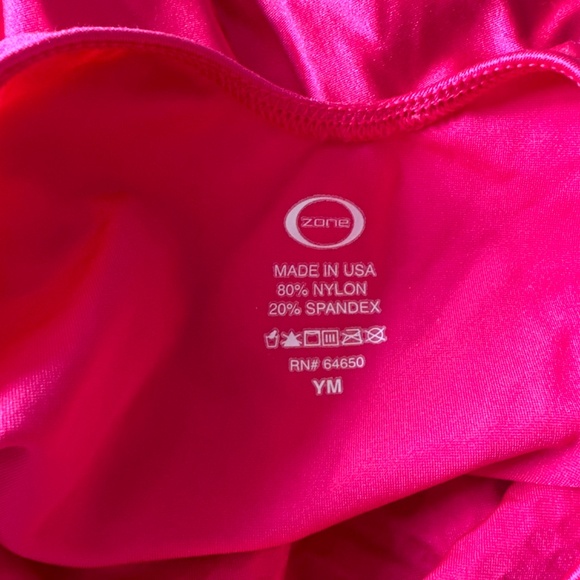 zone
MADE IN USA
80% NYLON
20% SPANDEX
RN# 64650
YM